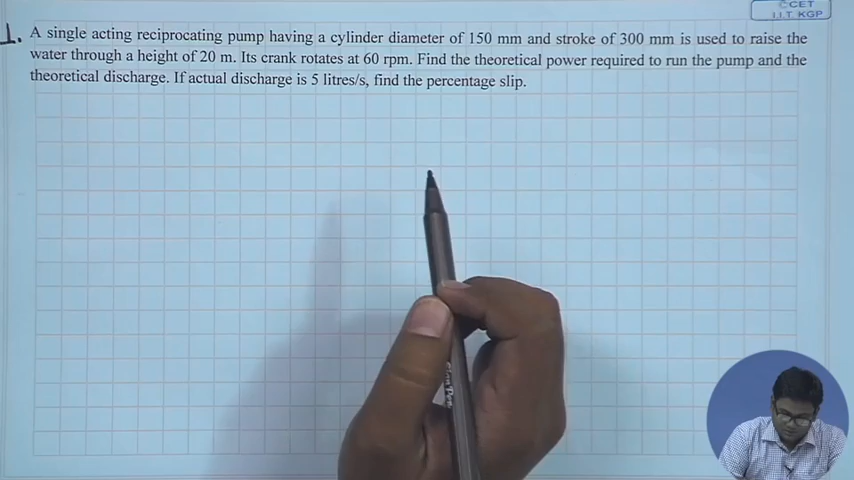 CCET
I.I.T. KGP
1. A single acting reciprocating pump having a cylinder diameter of 150 mm and stroke of 300 mm is used to raise the
water through a height of 20 m. Its crank rotates at 60 rpm. Find the theoretical power required to run the pump and the
theoretical discharge. If actual discharge is 5 litres/s, find the percentage slip.